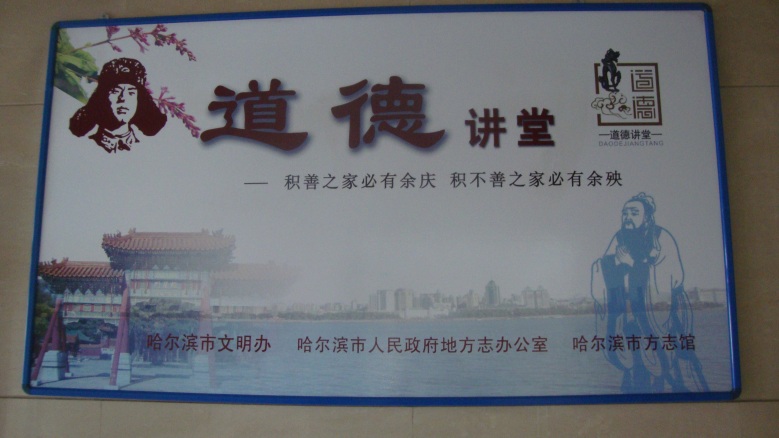 道德讲堂
道德
—道德讲堂—
DAODEJIANGTANG
—— 积善之家必有余庆 积不善之家必有余殃
哈尔滨市文明办 哈尔滨市人民政府地方志办公室 哈尔滨市方志馆